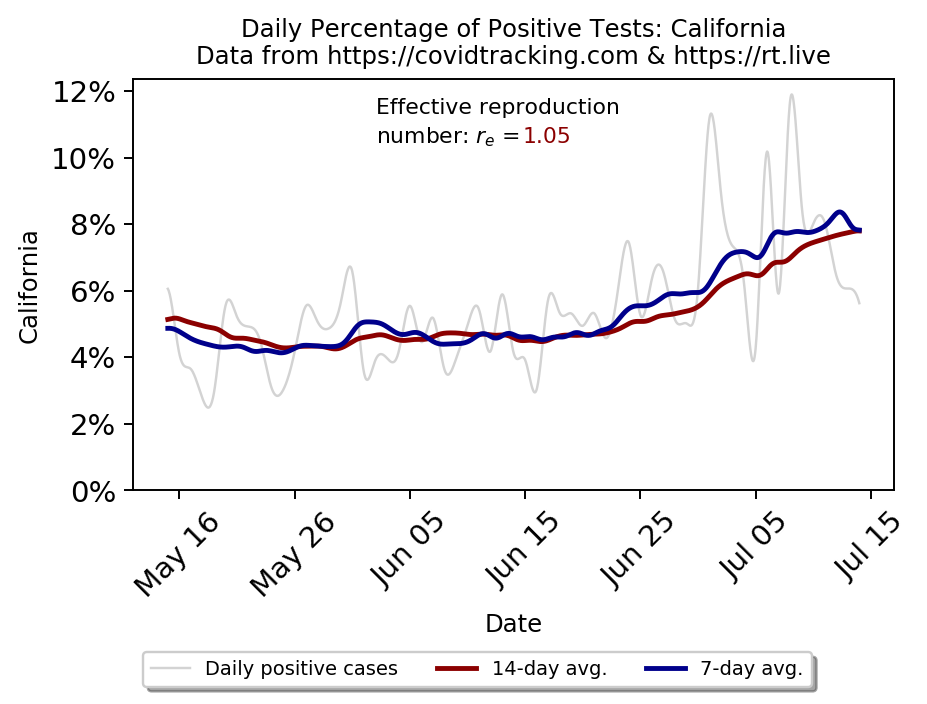 Daily Percentage of Positive Tests: California
Data from https://covidtracking.com & https://rt.live
Effective reproduction
number: rₑ =1.05
12%
10%
8%
6%
4%
2%
0%
California
May 16
May 26
Jun 05
Jun 15
Jun 25
Jul 05
Jul 15
Date
Daily positive cases
14-day avg.
7-day avg.